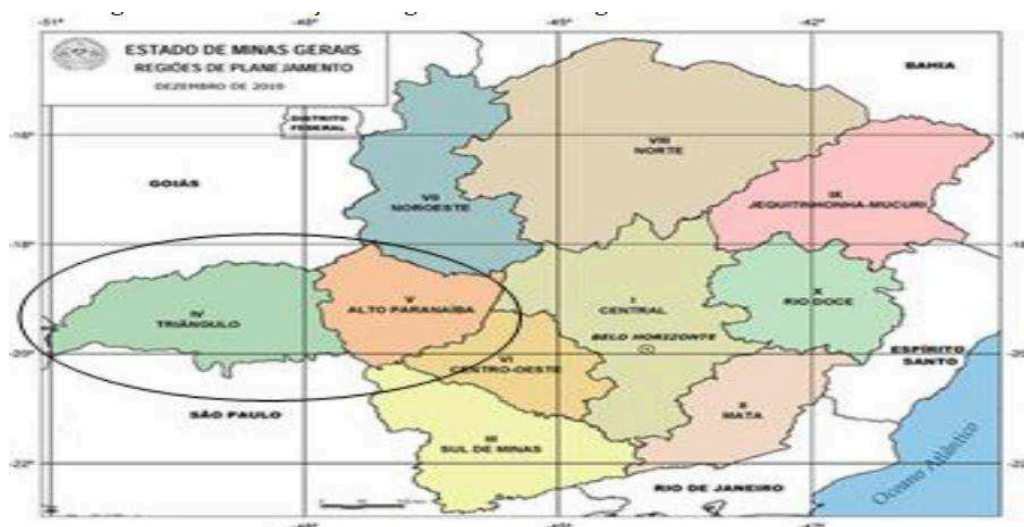 -51°
-48°
-45°
-42°
ESTADO DE MINAS GERAIS
REGIÕES DE PLANEJAMENTO
DEZEMBRO DE 2010
BAHIA
DISTRITO
FEDERAL
-16°
VIII
NORTE
GOIÁS
VII
NOROESTE
IX
JEQUITINHONHA-MUCURI
-18°
IV
TRIÂNGULO
V
ALTO PARANAÍBA
I
CENTRAL
X
RIO DOCE
BELO HORIZONTE
-20°
VI
CENTRO-OESTE
ESPÍRITO
SANTO
SÃO PAULO
II
MATA
III
SUL DE MINAS
-22°
RIO DE JANEIRO
Oceano Atlântico